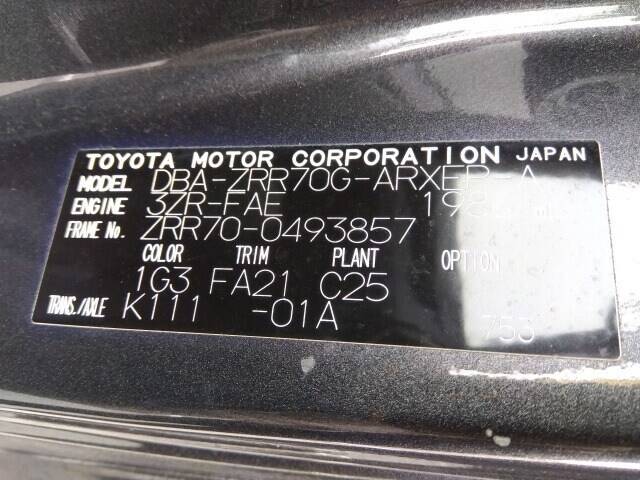 TOYOTA MOTOR CORPORATION JAPAN
MODEL DBA-ZRR70G-ARXEP-A
ENGINE 3ZR-FAE
FRAME No. ZRR70-0493857
COLOR TRIM PLANT OPTION
1G3 FA21 C25
TRANS./AXLE K111 -01A 753